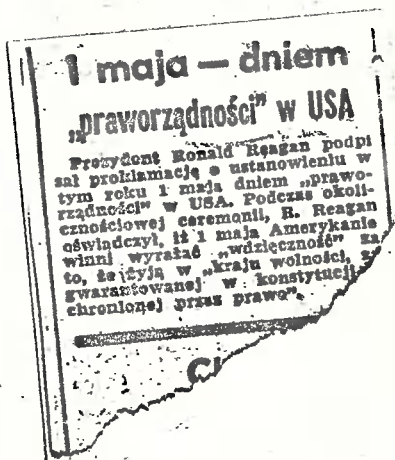 1 maja — dniem
„praworządności” w USA
Prezydent Ronald Reagan podpi
sał proklamację o ustanowieniu w
tym roku 1 maja dniem „prawo-
rządności” w USA. Podczas okoli-
cznościowej ceremonii, R. Reagan
oświadczył, iż 1 maja Amerykanie
winni wyrażać „wdzięczność” za
to, że żyją w „kraju wolności,
gwarantowanej w konstytucji
chronionej przez prawo”.